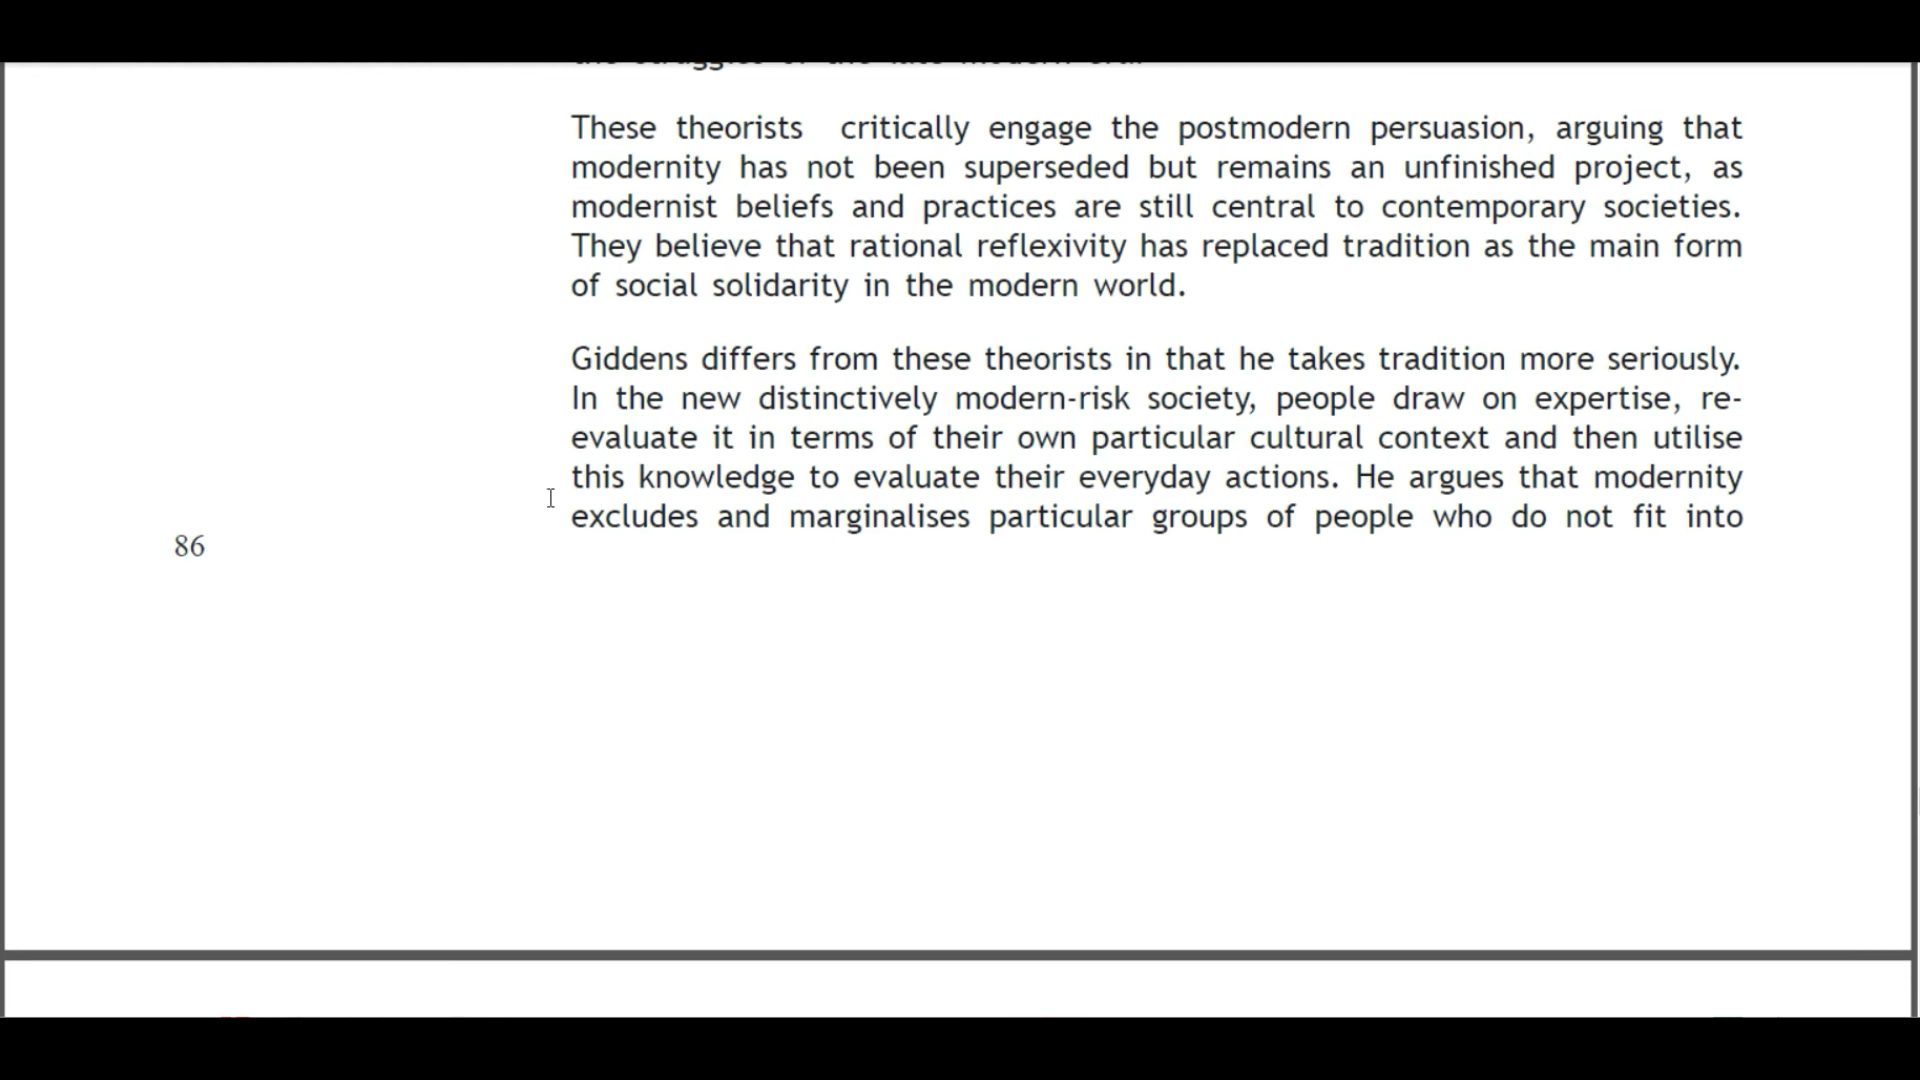 These theorists critically engage the postmodern persuasion, arguing that
modernity has not been superseded but remains an unfinished project, as
modernist beliefs and practices are still central to contemporary societies.
They believe that rational reflexivity has replaced tradition as the main form
of social solidarity in the modern world.
Giddens differs from these theorists in that he takes tradition more seriously.
In the new distinctively modern-risk society, people draw on expertise, re-
evaluate it in terms of their own particular cultural context and then utilise
this knowledge to evaluate their everyday actions. He argues that modernity
excludes and marginalises particular groups of people who do not fit into
86